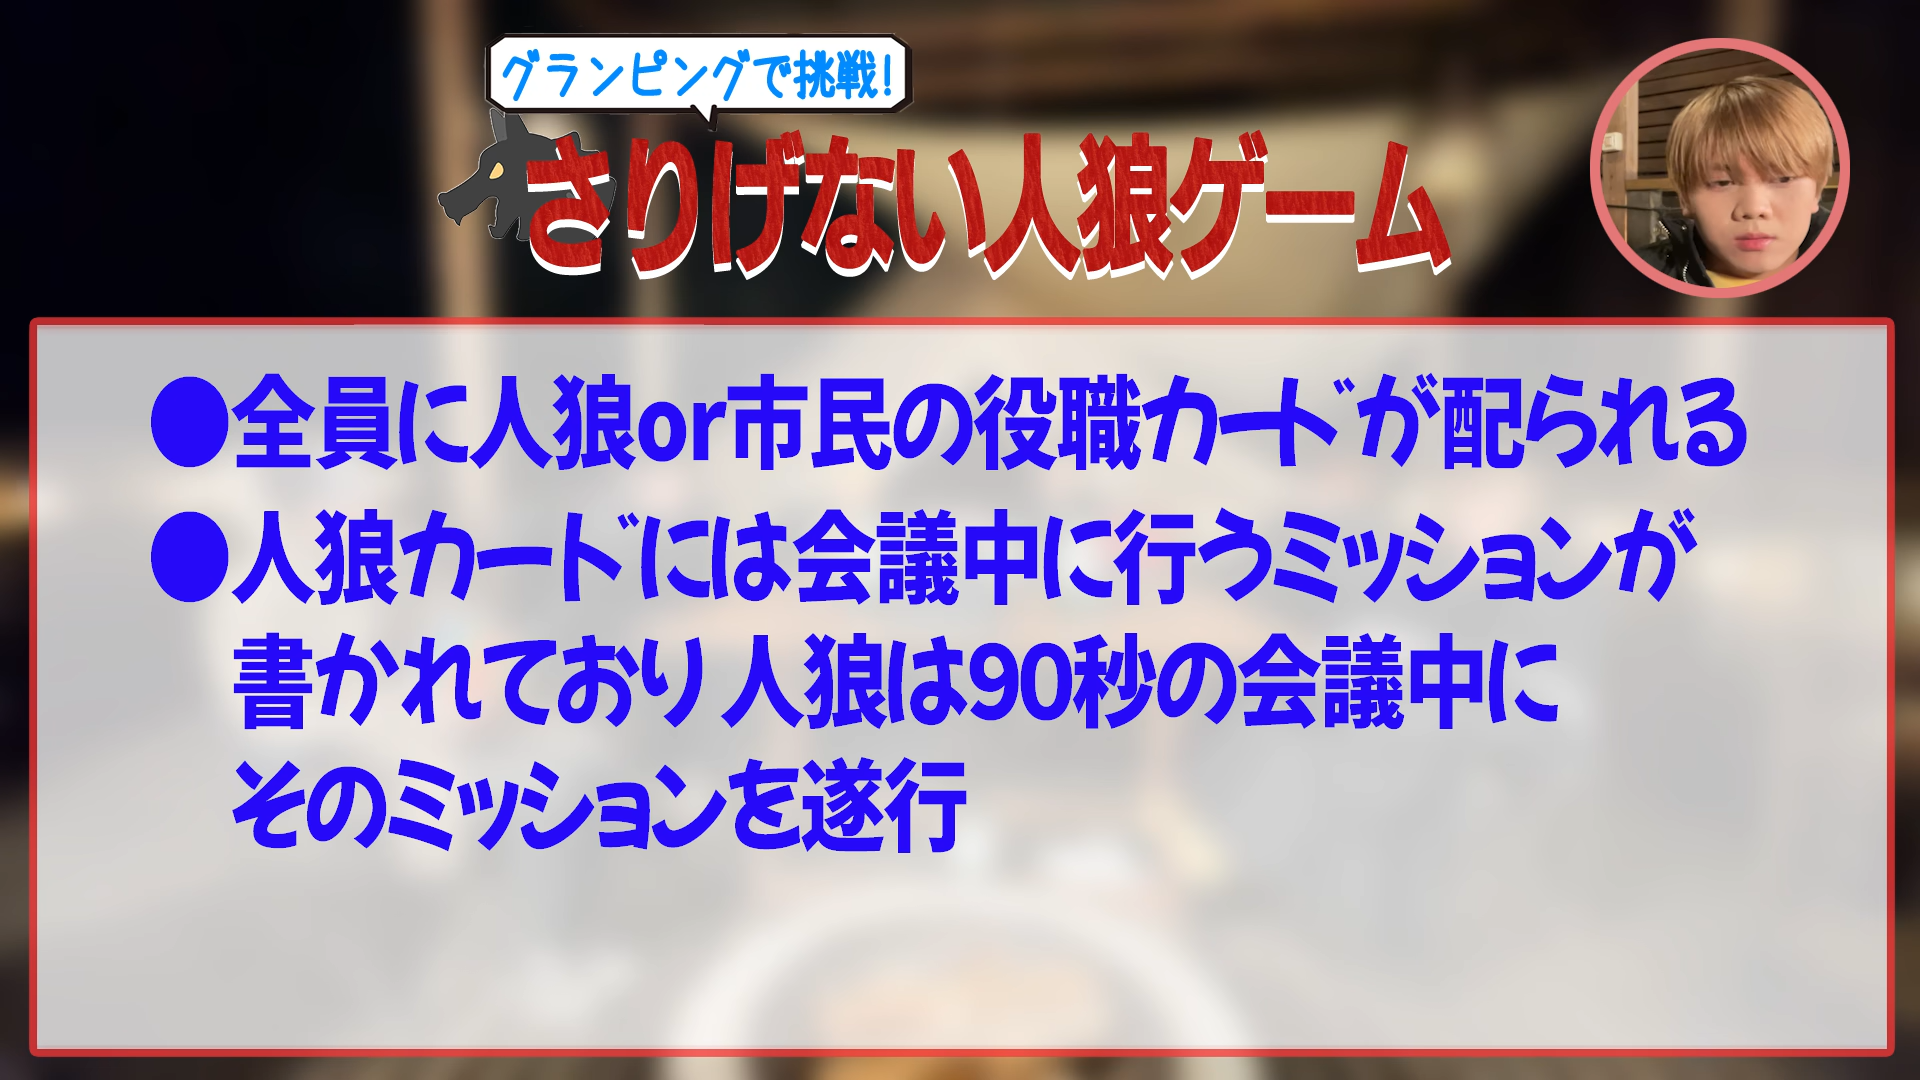 グランピングで挑戦!
さりげない人狼ゲーム
●全員に人狼or市民の役職カードが配られる
●人狼カードには会議中に行うミッションが
書かれており人狼は90秒の会議中に
そのミッションを遂行